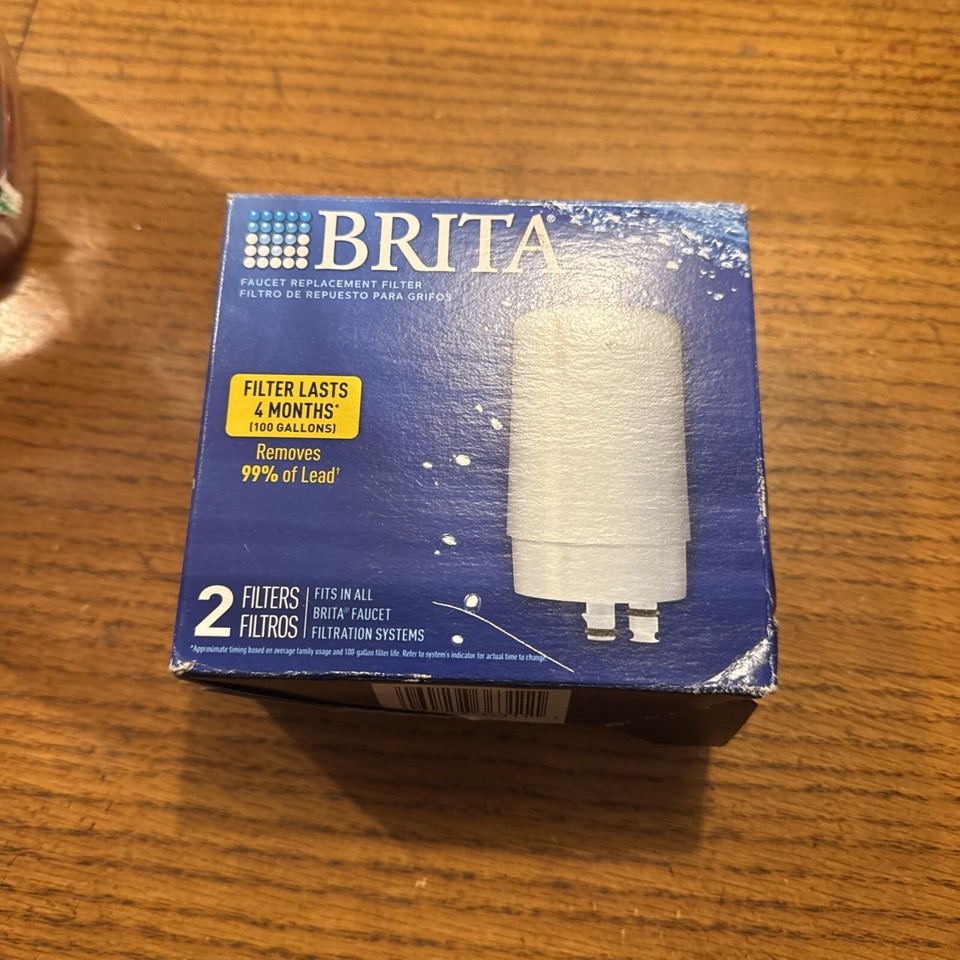 BRITA®
FAUCET REPLACEMENT FILTER
FILTRO DE REPUESTO PARA GRIFOS
FILTER LASTS
4 MONTHS*
(100 GALLONS)
Removes
99% of Lead†
2 FILTERS
FILTROS
FITS IN ALL
BRITA® FAUCET
FILTRATION SYSTEMS
*Approximate timing based on average family usage and 100-gallon filter life. Refer to system's indicator for actual time to change.